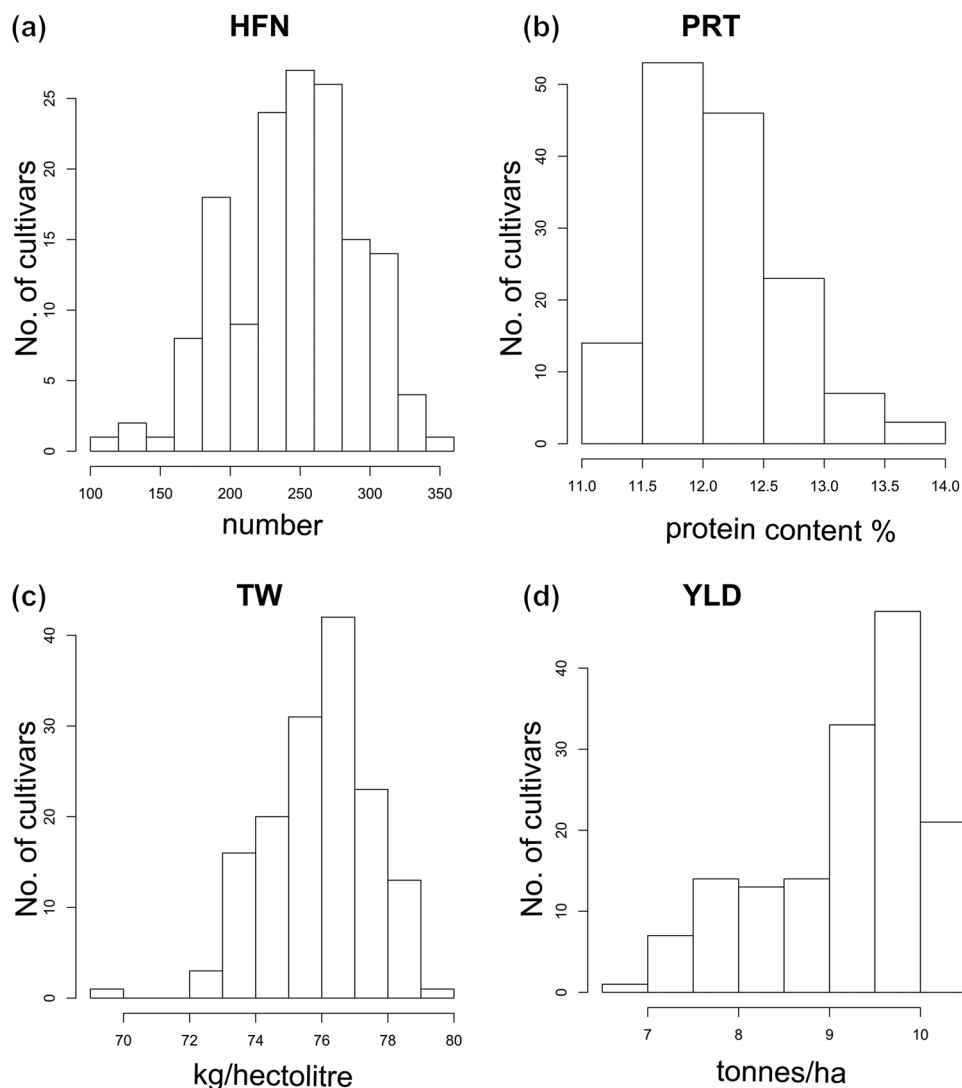 (a) HFN
No. of cultivars
0 5 10 15 20 25
100 150 200 250 300 350
number
(b) PRT
No. of cultivars
0 10 20 30 40 50
11.0 11.5 12.0 12.5 13.0 13.5 14.0
protein content %
(c) TW
No. of cultivars
0 10 20 30 40
70 72 74 76 78 80
kg/hectolitre
(d) YLD
No. of cultivars
0 10 20 30 40
7 8 9 10
tonnes/ha